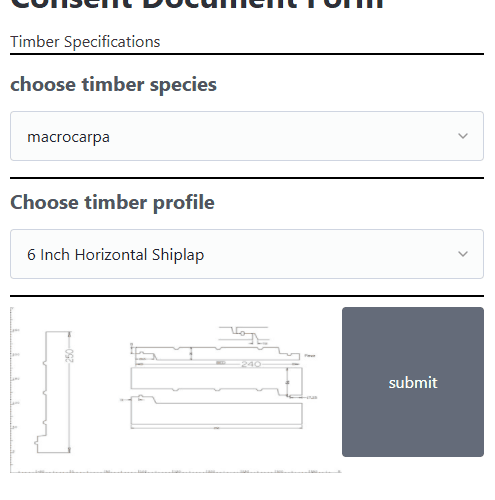 Consent Document Form
Timber Specifications
choose timber species
macrocarpa
Choose timber profile
6 Inch Horizontal Shiplap
250
240
submit